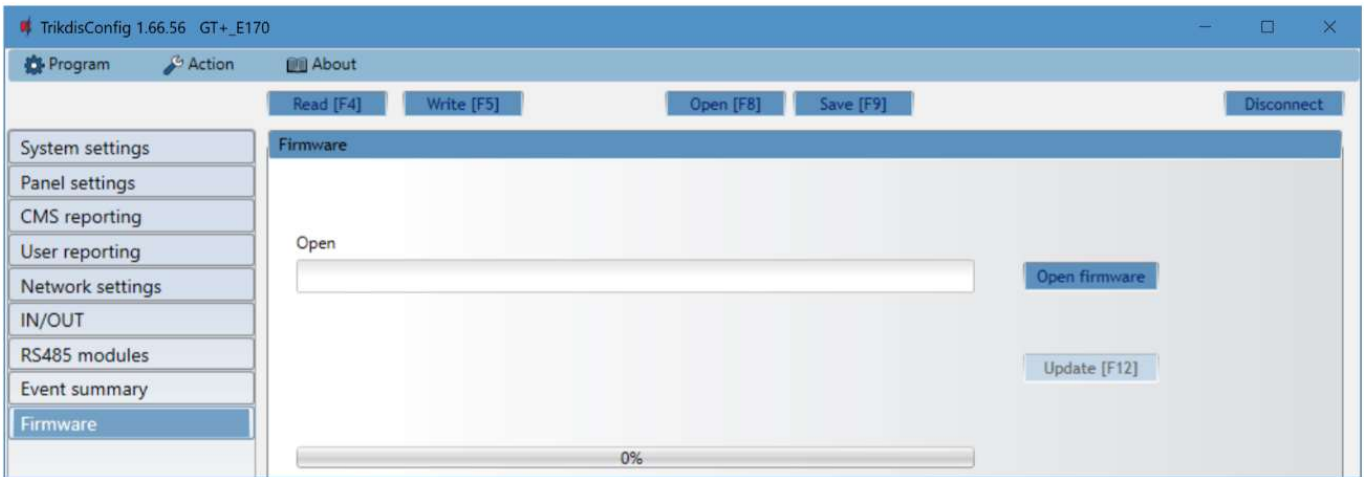 TrikdisConfig 1.66.56 GT+_E170
Program Action About
Read [F4] Write [F5] Open [F8] Save [F9] Disconnect
System settings
Panel settings
CMS reporting
User reporting
Network settings
IN/OUT
RS485 modules
Event summary
Firmware
Firmware
Open
Open firmware
Update [F12]
0%